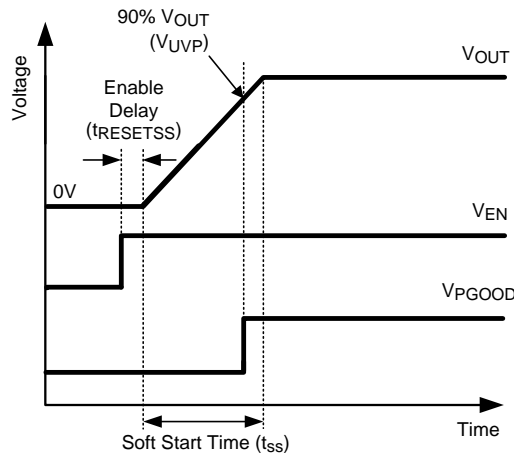 90% VOUT
(VUVP)
VOUT
Voltage
Enable
Delay
(tRESETSS)
0V
VEN
VPGOOD
Time
Soft Start Time (tss)